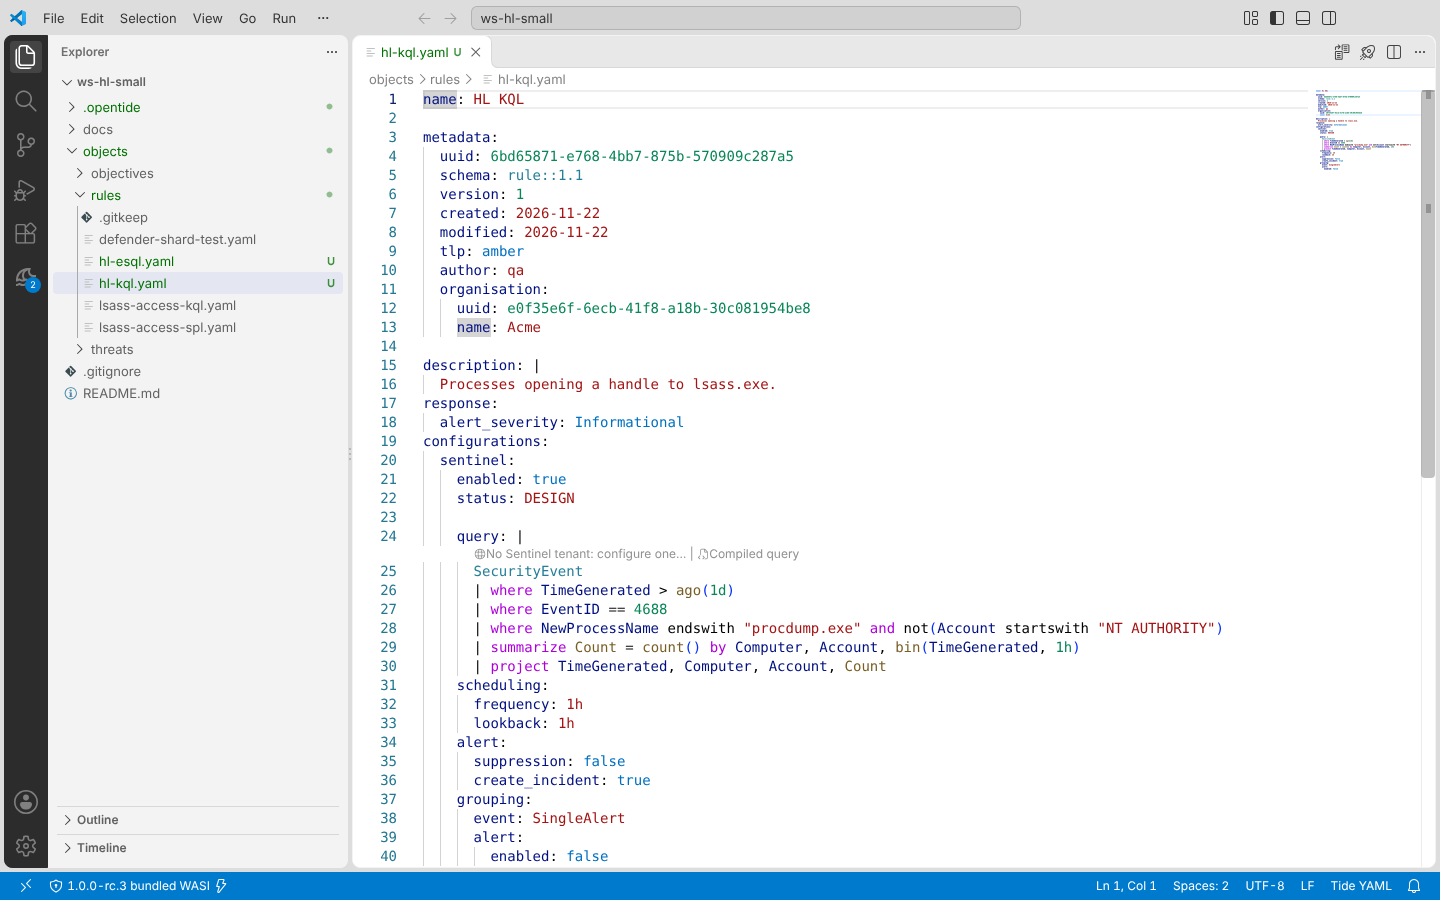 File Edit Selection View Go Run ··· ws-hl-small
Explorer
ws-hl-small
.opentide
docs
objects
objectives
rules
.gitkeep
defender-shard-test.yaml
hl-esql.yaml U
hl-kql.yaml U
lsass-access-kql.yaml
lsass-access-spl.yaml
threats
.gitignore
README.md
Outline
Timeline
2
hl-kql.yaml U
objects > rules > hl-kql.yaml
1 name: HL KQL
2
3 metadata:
4 uuid: 6bd65871-e768-4bb7-875b-570909c287a5
5 schema: rule::1.1
6 version: 1
7 created: 2026-11-22
8 modified: 2026-11-22
9 tlp: amber
10 author: qa
11 organisation:
12 uuid: e0f35e6f-6ecb-41f8-a18b-30c081954be8
13 name: Acme
14
15 description: |
16 Processes opening a handle to lsass.exe.
17 response:
18 alert_severity: Informational
19 configurations:
20 sentinel:
21 enabled: true
22 status: DESIGN
23
24 query: |
No Sentinel tenant: configure one... | Compiled query
25 SecurityEvent
26 | where TimeGenerated > ago(1d)
27 | where EventID == 4688
28 | where NewProcessName endswith "procdump.exe" and not(Account startswith "NT AUTHORITY")
29 | summarize Count = count() by Computer, Account, bin(TimeGenerated, 1h)
30 | project TimeGenerated, Computer, Account, Count
31 scheduling:
32 frequency: 1h
33 lookback: 1h
34 alert:
35 suppression: false
36 create_incident: true
37 grouping:
38 event: SingleAlert
39 alert:
40 enabled: false
1.0.0-rc.3 bundled WASI Ln 1, Col 1 Spaces: 2 UTF-8 LF Tide YAML